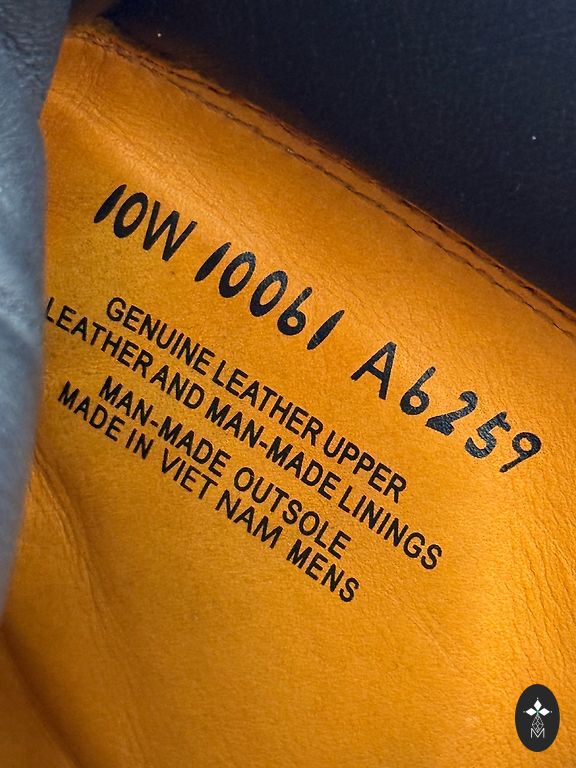 10W 10061 A6259
GENUINE LEATHER UPPER
LEATHER AND MAN-MADE LININGS
MAN-MADE OUTSOLE
MADE IN VIET NAM MENS
M